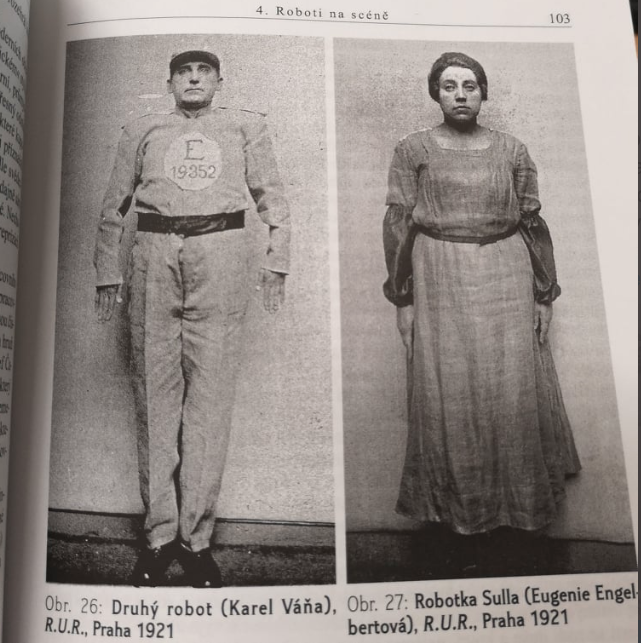 4. Roboti na scéně
103
E
19352
Obr. 26: Druhý robot (Karel Váňa),
R.U.R., Praha 1921
Obr. 27: Robotka Sulla (Eugenie Engel-
bertová), R.U.R., Praha 1921